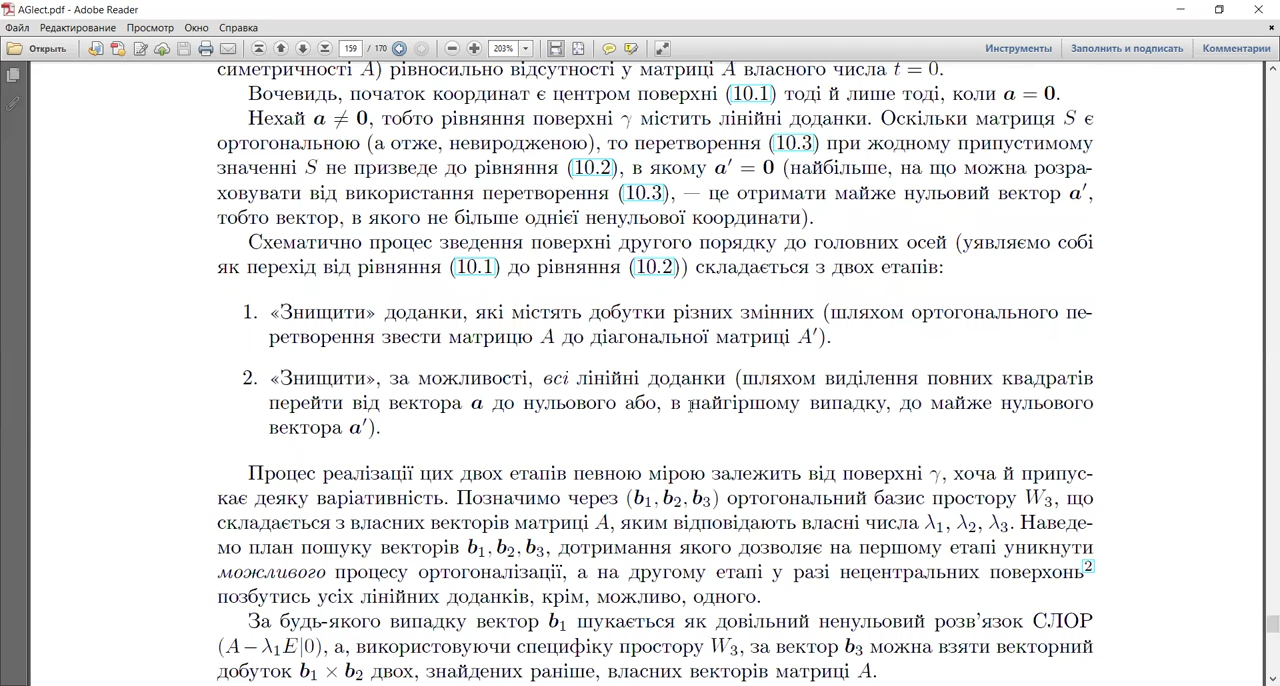 AGlect.pdf - Adobe Reader
Файл Редактирование Просмотр Окно Справка
Открыть 159 / 170 203% Инструменты Заполнить и подписать Комментарии
симетричності A) рівносильно відсутності у матриці A власного числа t = 0.
Вочевидь, початок координат є центром поверхні (10.1) тоді й лише тоді, коли a = 0.
Нехай a ≠ 0, тобто рівняння поверхні γ містить лінійні доданки. Оскільки матриця S є
ортогональною (а отже, невиродженою), то перетворення (10.3) при жодному припустимому
значенні S не призведе до рівняння (10.2), в якому a′ = 0 (найбільше, на що можна розра-
ховувати від використання перетворення (10.3), — це отримати майже нульовий вектор a′,
тобто вектор, в якого не більше однієї ненульової координати).
Схематично процес зведення поверхні другого порядку до головних осей (уявляємо собі
як перехід від рівняння (10.1) до рівняння (10.2)) складається з двох етапів:
1. «Знищити» доданки, які містять добутки різних змінних (шляхом ортогонального пе-
ретворення звести матрицю A до діагональної матриці A′).
2. «Знищити», за можливості, всі лінійні доданки (шляхом виділення повних квадратів
перейти від вектора a до нульового або, в найгіршому випадку, до майже нульового
вектора a′).
Процес реалізації цих двох етапів певною мірою залежить від поверхні γ, хоча й припус-
кає деяку варіативність. Позначимо через (b₁, b₂, b₃) ортогональний базис простору W₃, що
складається з власних векторів матриці A, яким відповідають власні числа λ₁, λ₂, λ₃. Наведе-
мо план пошуку векторів b₁, b₂, b₃, дотримання якого дозволяє на першому етапі уникнути
можливого процесу ортогоналізації, а на другому етапі у разі нецентральних поверхонь²
позбутись усіх лінійних доданків, крім, можливо, одного.
За будь-якого випадку вектор b₁ шукається як довільний ненульовий розв'язок СЛОР
(A − λ₁E|0), а, використовуючи специфіку простору W₃, за вектор b₃ можна взяти векторний
добуток b₁ × b₂ двох, знайдених раніше, власних векторів матриці A.